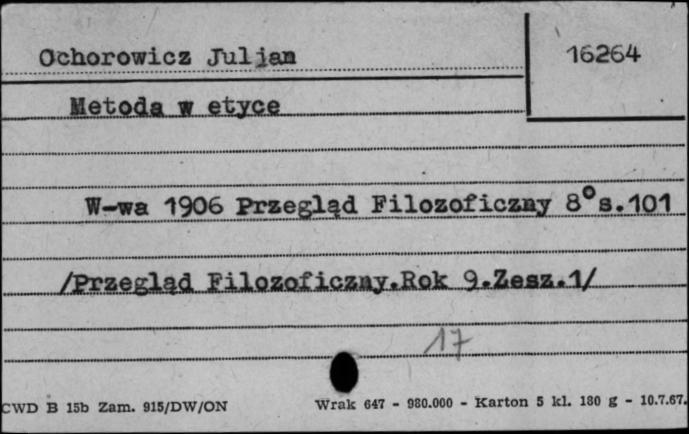 Ochorowicz Juljan
16264
Metoda w etyce
W-wa 1906 Przegląd Filozoficzny 8° s.101
/Przegląd Filozoficzny.Rok 9.Zesz.1/
17
CWD B 15b Zam. 915/DW/ON
Wrak 647 - 980.000 - Karton 5 kl. 180 g - 10.7.67.